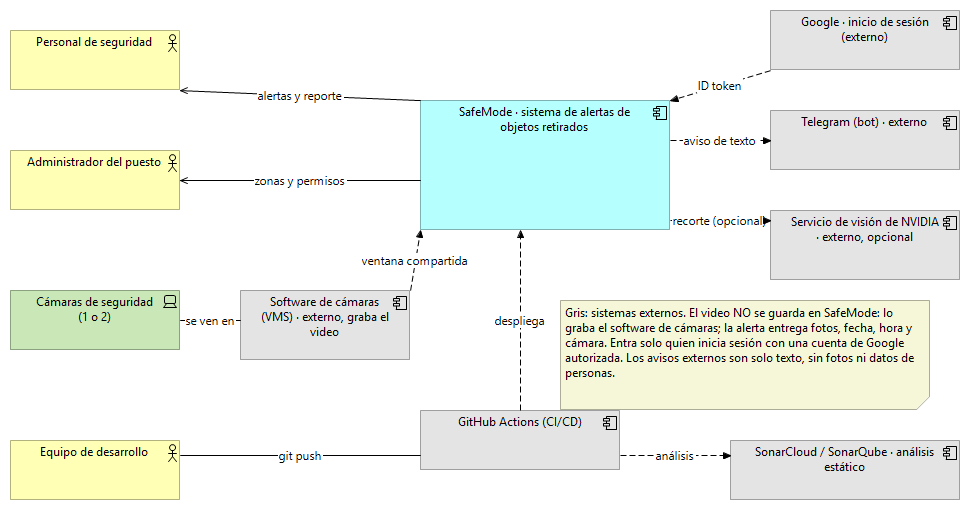 Personal de seguridad
Google · inicio de sesión
(externo)
alertas y reporte
ID token
SafeMode · sistema de alertas de
objetos retirados
Telegram (bot) · externo
aviso de texto
Administrador del puesto
zonas y permisos
recorte (opcional)
Servicio de visión de NVIDIA
· externo, opcional
ventana compartida
Cámaras de seguridad
(1 o 2)
se ven en
Software de cámaras
(VMS) · externo, graba el
video
despliega
Gris: sistemas externos. El video NO se guarda en SafeMode: lo
graba el software de cámaras; la alerta entrega fotos, fecha, hora y
cámara. Entra solo quien inicia sesión con una cuenta de Google
autorizada. Los avisos externos son solo texto, sin fotos ni datos de
personas.
GitHub Actions (CI/CD)
Equipo de desarrollo
git push
análisis
SonarCloud / SonarQube · análisis
estático